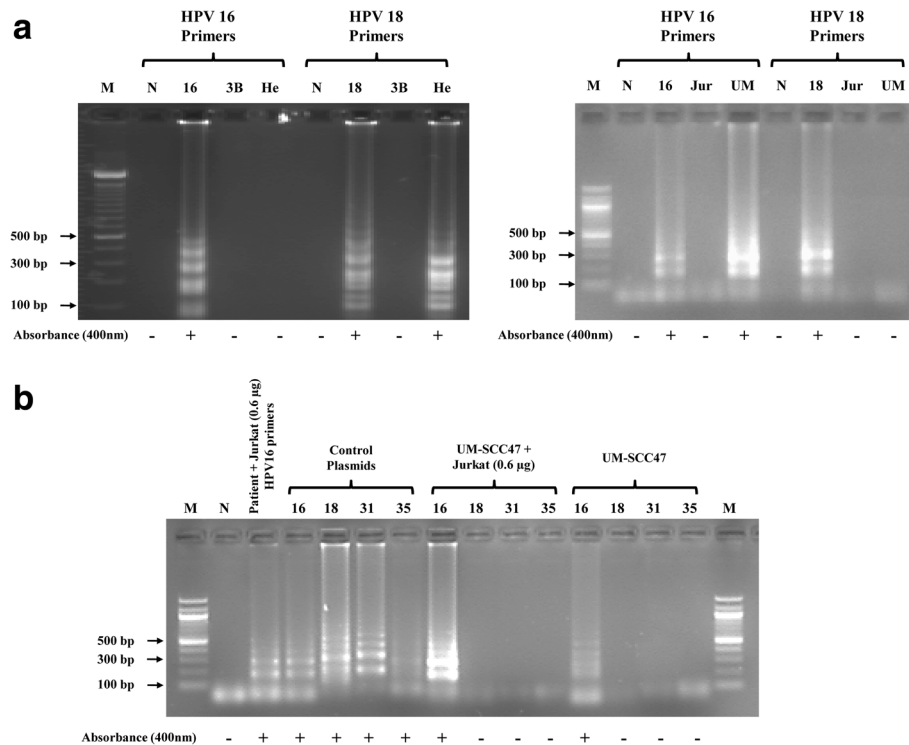 a
HPV 16 Primers
HPV 18 Primers
M N 16 3B He N 18 3B He
500 bp
300 bp
100 bp
Absorbance (400nm) - + - - - + - +
HPV 16 Primers
HPV 18 Primers
M N 16 Jur UM N 18 Jur UM
500 bp
300 bp
100 bp
Absorbance (400nm) - + - + - + - -
b
Patient + Jurkat (0.6 µg)
HPV16 primers
Control
Plasmids
UM-SCC47 +
Jurkat (0.6 µg)
UM-SCC47
M N 16 18 31 35 16 18 31 35 16 18 31 35 M
500 bp
300 bp
100 bp
Absorbance (400nm) - + + + + + + - - - + - - -